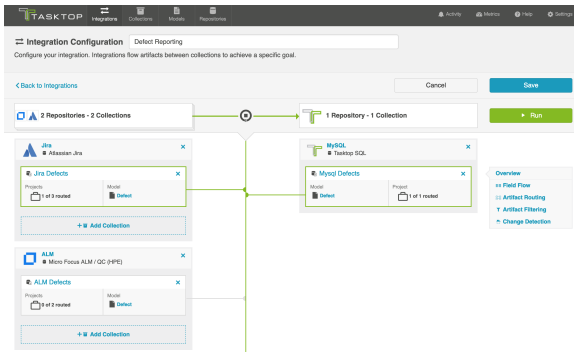 TASKTOP
Integrations
Collections
Models
Repositories
Activity
Metrics
Help
Settings
Integration Configuration
Defect Reporting
Configure your integration. Integrations flow artifacts between collections to achieve a specific goal.
Back to Integrations
Cancel
Save
2 Repositories - 2 Collections
1 Repository - 1 Collection
Run
Jira
Atlassian Jira
Jira Defects
Projects
1 of 3 routed
Model
Defect
+ Add Collection
ALM
Micro Focus ALM / QC (HPE)
ALM Defects
Projects
0 of 2 routed
Model
Defect
+ Add Collection
MySQL
Tasktop SQL
Mysql Defects
Model
Defect
Project
1 of 1 routed
Overview
Field Flow
Artifact Routing
Artifact Filtering
Change Detection